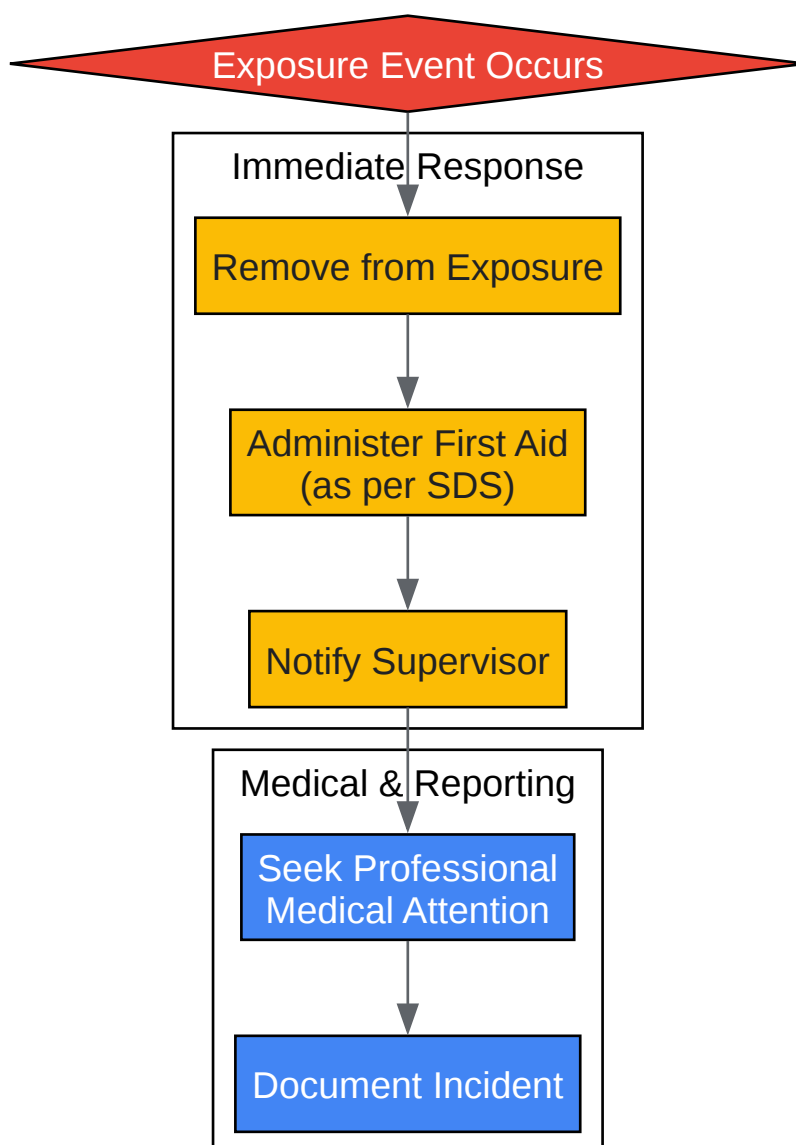 Exposure Event Occurs
Immediate Response
Remove from Exposure
Administer First Aid
(as per SDS)
Notify Supervisor
Medical & Reporting
Seek Professional
Medical Attention
Document Incident